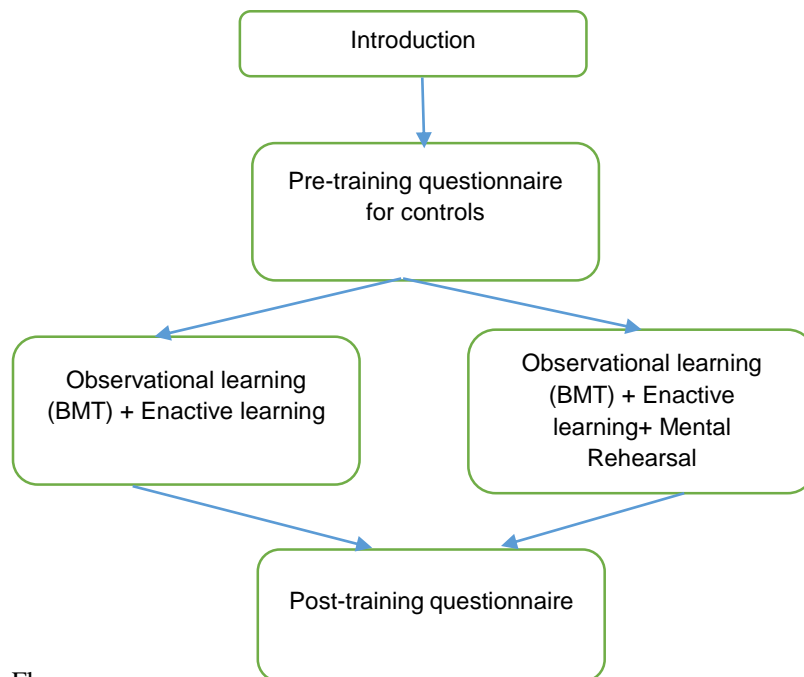 Introduction
Pre-training questionnaire
for controls
Observational learning
(BMT) + Enactive learning
Observational learning
(BMT) + Enactive
learning+ Mental
Rehearsal
Post-training questionnaire